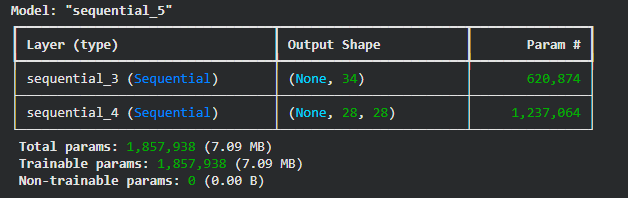 Model: "sequential_5"
Layer (type) Output Shape Param #
sequential_3 (Sequential) (None, 34) 620,874
sequential_4 (Sequential) (None, 28, 28) 1,237,064
Total params: 1,857,938 (7.09 MB)
Trainable params: 1,857,938 (7.09 MB)
Non-trainable params: 0 (0.00 B)